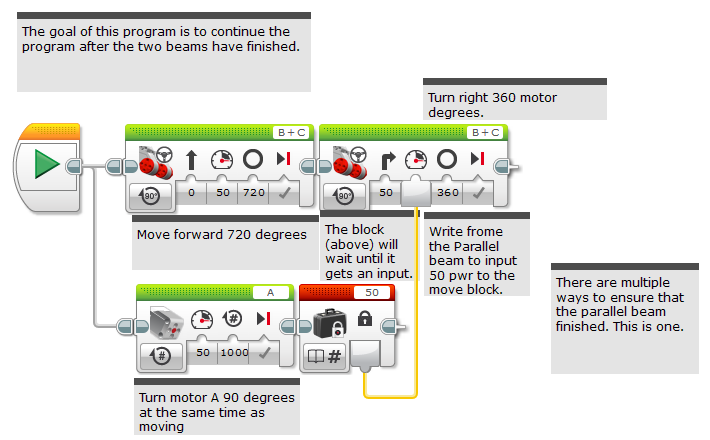 The goal of this program is to continue the
program after the two beams have finished.
Turn right 360 motor
degrees.
B+C
B+C
90°
0
50
720
90°
50
360
Move forward 720 degrees
The block
(above) will
wait until it
gets an input.
Write frome
the Parallel
beam to input
50 pwr to the
move block.
There are multiple
ways to ensure that
the parallel beam
finished. This is one.
A
50
#
#
50
1000
#
Turn motor A 90 degrees
at the same time as
moving